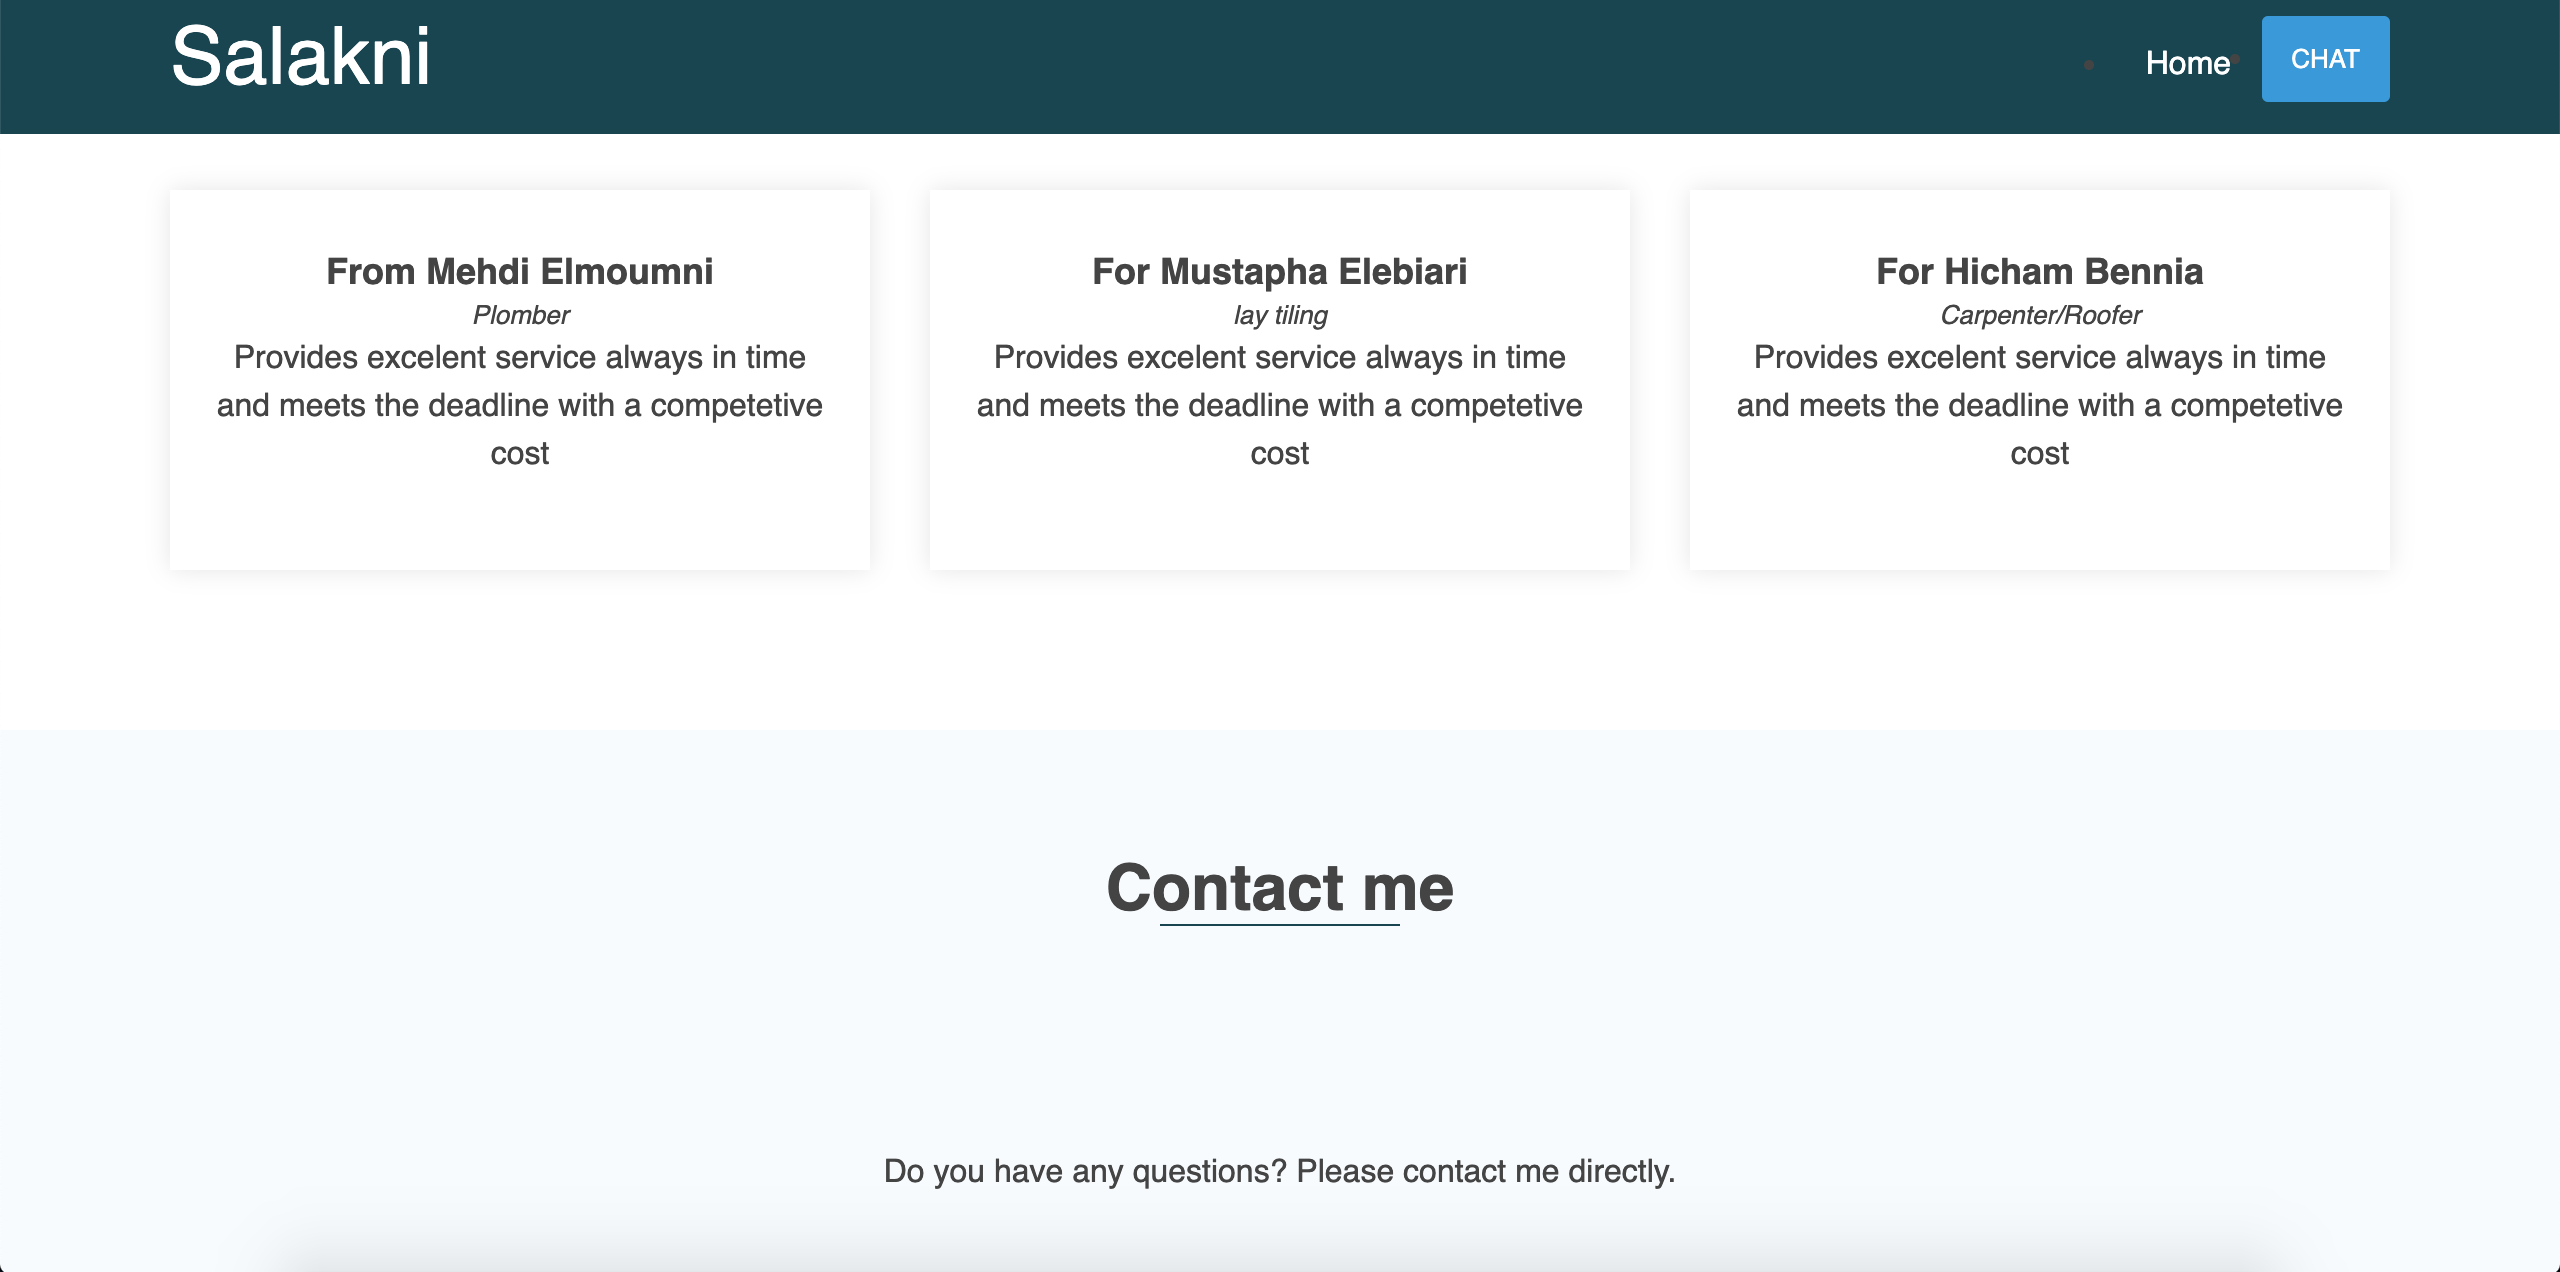 Salakni
Home
CHAT
From Mehdi Elmoumni
Plomber
Provides excelent service always in time
and meets the deadline with a competetive
cost
For Mustapha Elebiari
lay tiling
Provides excelent service always in time
and meets the deadline with a competetive
cost
For Hicham Bennia
Carpenter/Roofer
Provides excelent service always in time
and meets the deadline with a competetive
cost
Contact me
Do you have any questions? Please contact me directly.